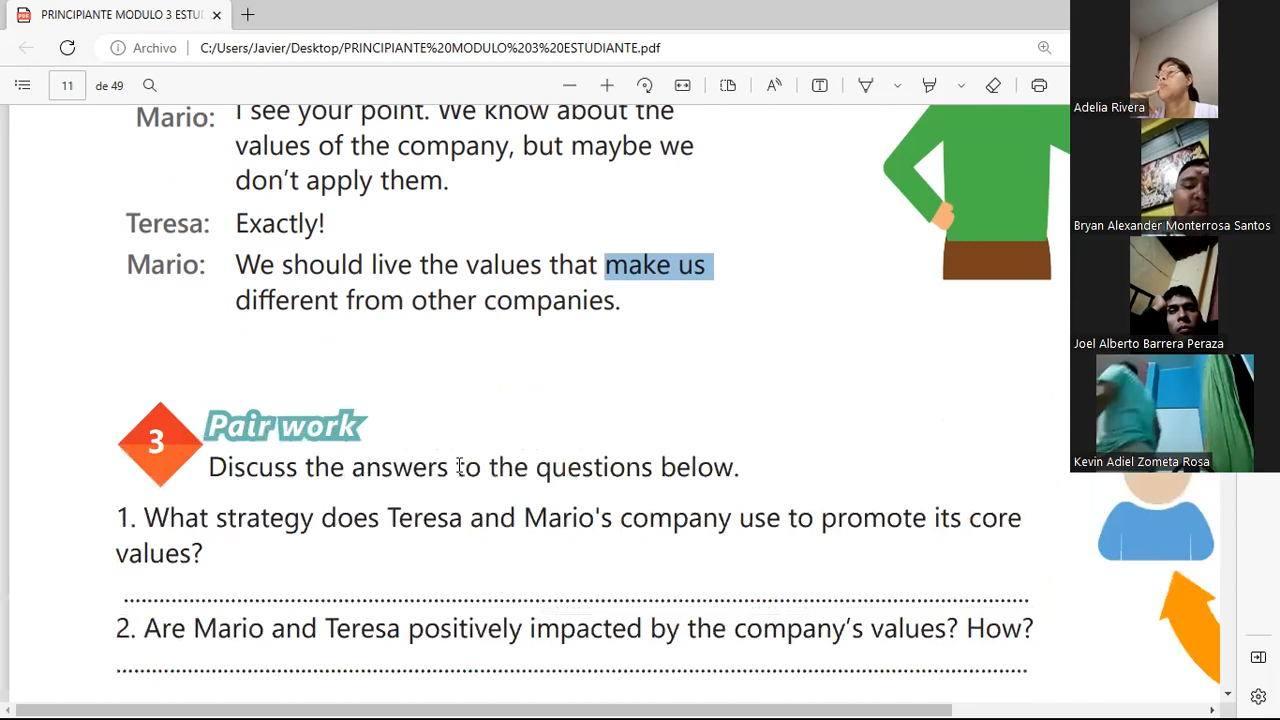 PRINCIPIANTE MODULO 3 ESTU
Archivo
C:/Users/Javier/Desktop/PRINCIPIANTE%20MODULO%203%20ESTUDIANTE.pdf
11 de 49
Mario: I see your point. We know about the
values of the company, but maybe we
don't apply them.
Teresa: Exactly!
Mario: We should live the values that make us
different from other companies.
3
Pair work
Discuss the answers to the questions below.
1. What strategy does Teresa and Mario's company use to promote its core
values?
2. Are Mario and Teresa positively impacted by the company's values? How?
Adelia Rivera
Bryan Alexander Monterrosa Santos
Joel Alberto Barrera Peraza
Kevin Adiel Zometa Rosa